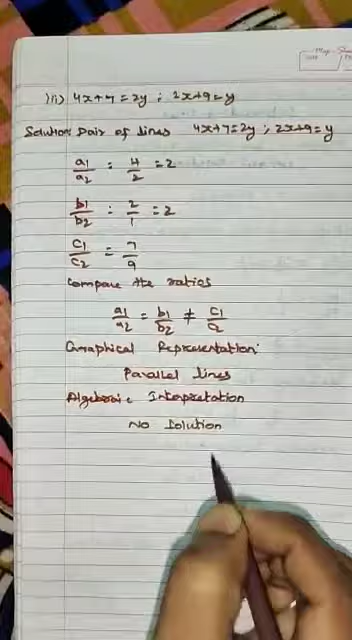 iii) 4x+7=2y ; 2x+9=y
Solution: Pair of lines 4x+7=2y ; 2x+9=y
a1/a2 : 4/2 = 2
b1/b2 : 2/1 = 2
c1/c2 = 7/9
Compare the ratios
a1/a2 = b1/b2 ≠ c1/c2
Graphical Representation:
Parallel lines
Algebraic Interpretation
No Solution